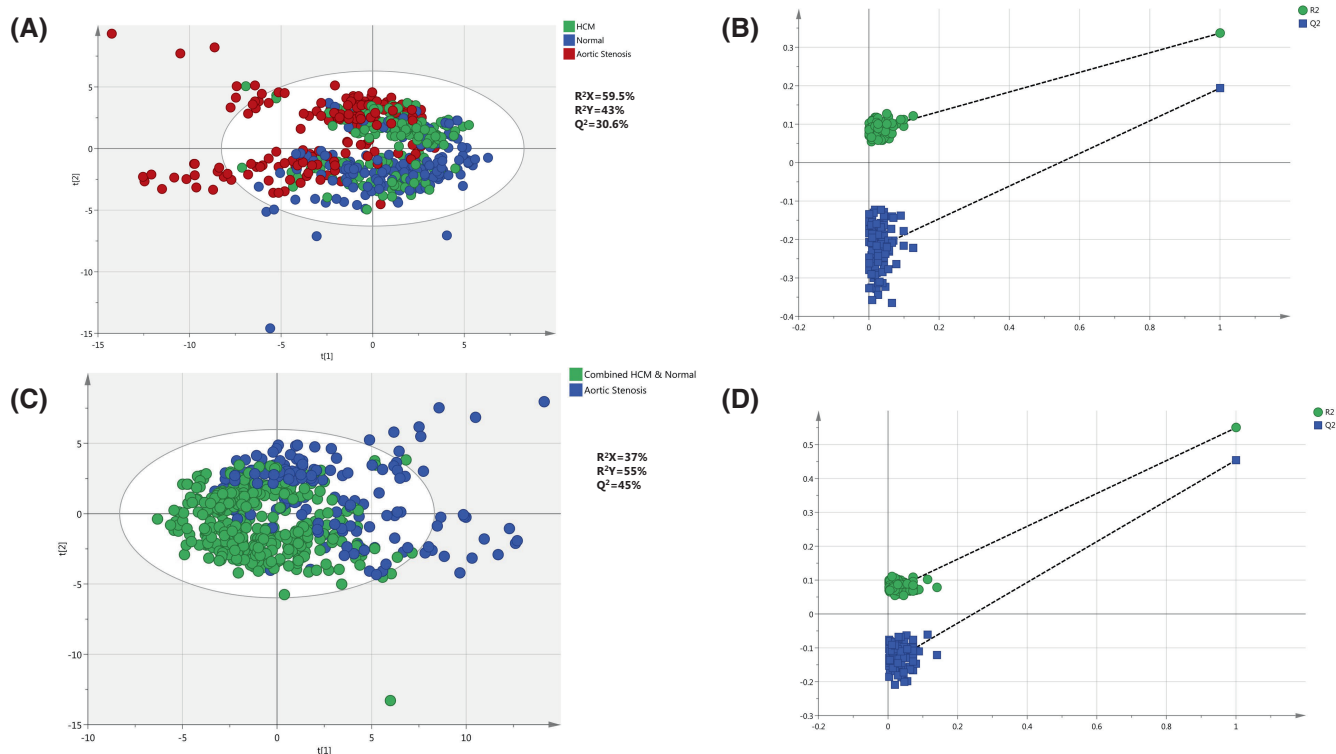 (A)
HCM
Normal
Aortic Stenosis
R²X=59.5%
R²Y=43%
Q²=30.6%
t[2]
5
0
-5
-10
-15
-15
-10
-5
0
5
t[1]
(B)
R2
Q2
0.3
0.2
0.1
0
-0.1
-0.2
-0.3
-0.4
-0.2
0
0.2
0.4
0.6
0.8
1
(C)
Combined HCM & Normal
Aortic Stenosis
R²X=37%
R²Y=55%
Q²=45%
t[2]
5
0
-5
-10
-15
-10
-5
0
5
10
t[1]
(D)
R2
Q2
0.5
0.4
0.3
0.2
0.1
0
-0.1
-0.2
-0.3
-0.2
0
0.2
0.4
0.6
0.8
1